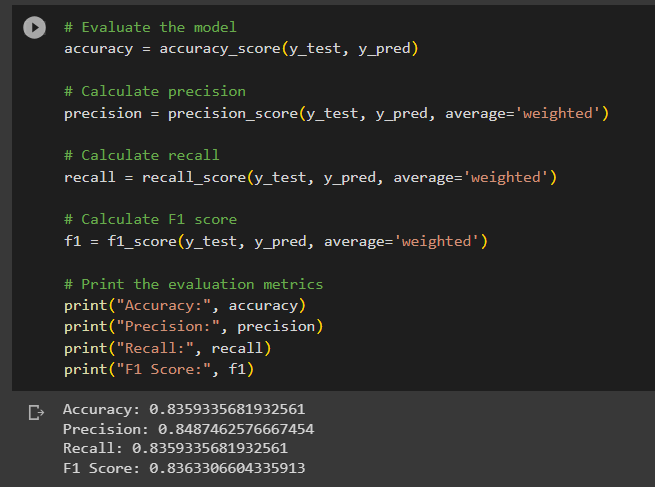 # Evaluate the model
accuracy = accuracy_score(y_test, y_pred)
# Calculate precision
precision = precision_score(y_test, y_pred, average='weighted')
# Calculate recall
recall = recall_score(y_test, y_pred, average='weighted')
# Calculate F1 score
f1 = f1_score(y_test, y_pred, average='weighted')
# Print the evaluation metrics
print("Accuracy:", accuracy)
print("Precision:", precision)
print("Recall:", recall)
print("F1 Score:", f1)
Accuracy: 0.8359335681932561
Precision: 0.8487462576667454
Recall: 0.8359335681932561
F1 Score: 0.8363306604335913